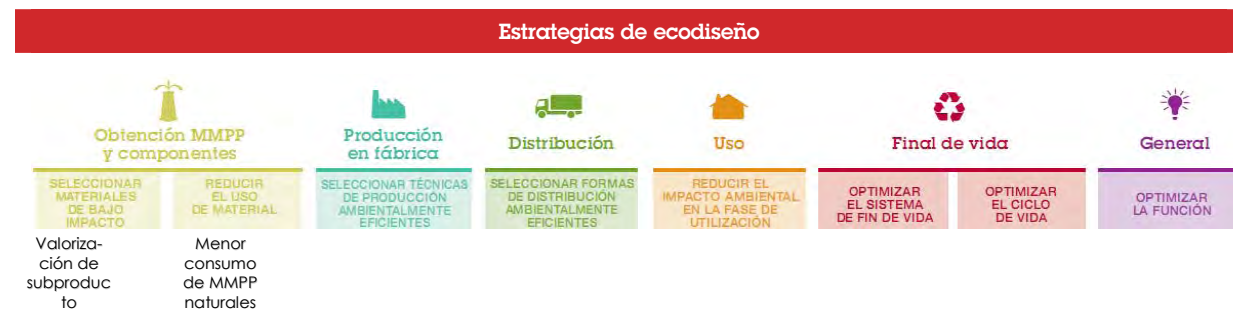 Estrategias de ecodiseño
Obtención MMPP
y componentes
SELECCIONAR
MATERIALES
DE BAJO
IMPACTO
REDUCIR
EL USO
DE MATERIAL
Valoriza-
ción de
subproduc
to
Menor
consumo
de MMPP
naturales
Producción
en fábrica
SELECCIONAR TÉCNICAS
DE PRODUCCIÓN
AMBIENTALMENTE
EFICIENTES
Distribución
SELECCIONAR FORMAS
DE DISTRIBUCIÓN
AMBIENTALMENTE
EFICIENTES
Uso
REDUCIR EL
IMPACTO AMBIENTAL
EN LA FASE DE
UTILIZACIÓN
Final de vida
OPTIMIZAR
EL SISTEMA
DE FIN DE VIDA
OPTIMIZAR
EL CICLO
DE VIDA
General
OPTIMIZAR
LA FUNCIÓN